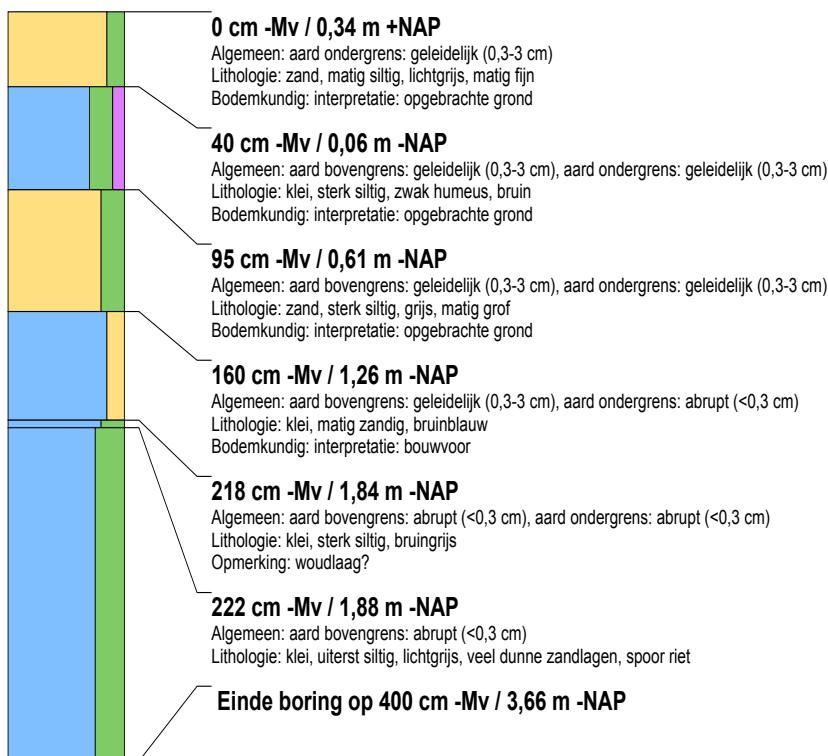 0 cm -Mv / 0,34 m +NAP
Algemeen: aard ondergrens: geleidelijk (0,3-3 cm)
Lithologie: zand, matig siltig, lichtgrijs, matig fijn
Bodemkundig: interpretatie: opgebrachte grond
40 cm -Mv / 0,06 m -NAP
Algemeen: aard bovengrens: geleidelijk (0,3-3 cm), aard ondergrens: geleidelijk (0,3-3 cm)
Lithologie: klei, sterk siltig, zwak humeus, bruin
Bodemkundig: interpretatie: opgebrachte grond
95 cm -Mv / 0,61 m -NAP
Algemeen: aard bovengrens: geleidelijk (0,3-3 cm), aard ondergrens: geleidelijk (0,3-3 cm)
Lithologie: zand, sterk siltig, grijs, matig grof
Bodemkundig: interpretatie: opgebrachte grond
160 cm -Mv / 1,26 m -NAP
Algemeen: aard bovengrens: geleidelijk (0,3-3 cm), aard ondergrens: abrupt (<0,3 cm)
Lithologie: klei, matig zandig, bruinblauw
Bodemkundig: interpretatie: bouwvoor
218 cm -Mv / 1,84 m -NAP
Algemeen: aard bovengrens: abrupt (<0,3 cm), aard ondergrens: abrupt (<0,3 cm)
Lithologie: klei, sterk siltig, bruingrijs
Opmerking: woudlaag?
222 cm -Mv / 1,88 m -NAP
Algemeen: aard bovengrens: abrupt (<0,3 cm)
Lithologie: klei, uiterst siltig, lichtgrijs, veel dunne zandlagen, spoor riet
Einde boring op 400 cm -Mv / 3,66 m -NAP